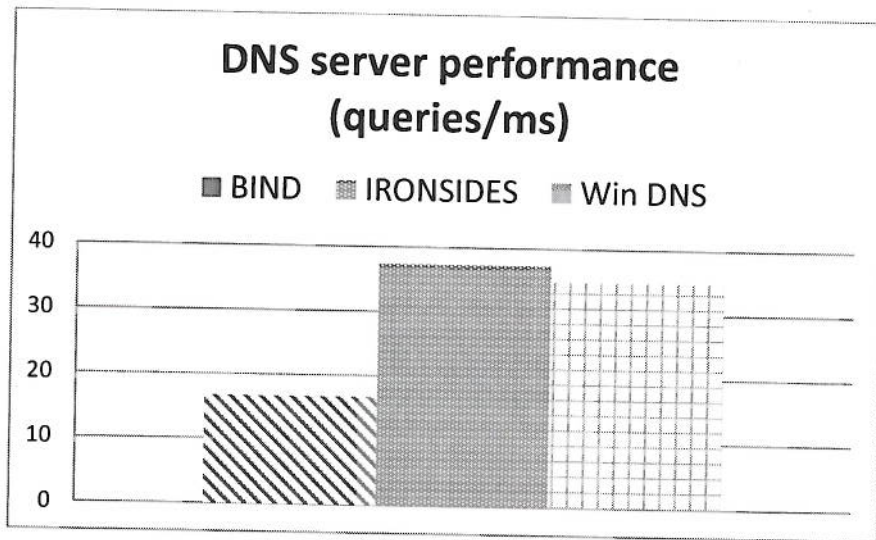 DNS server performance
(queries/ms)
BIND IRONSIDES Win DNS
40
30
20
10
0